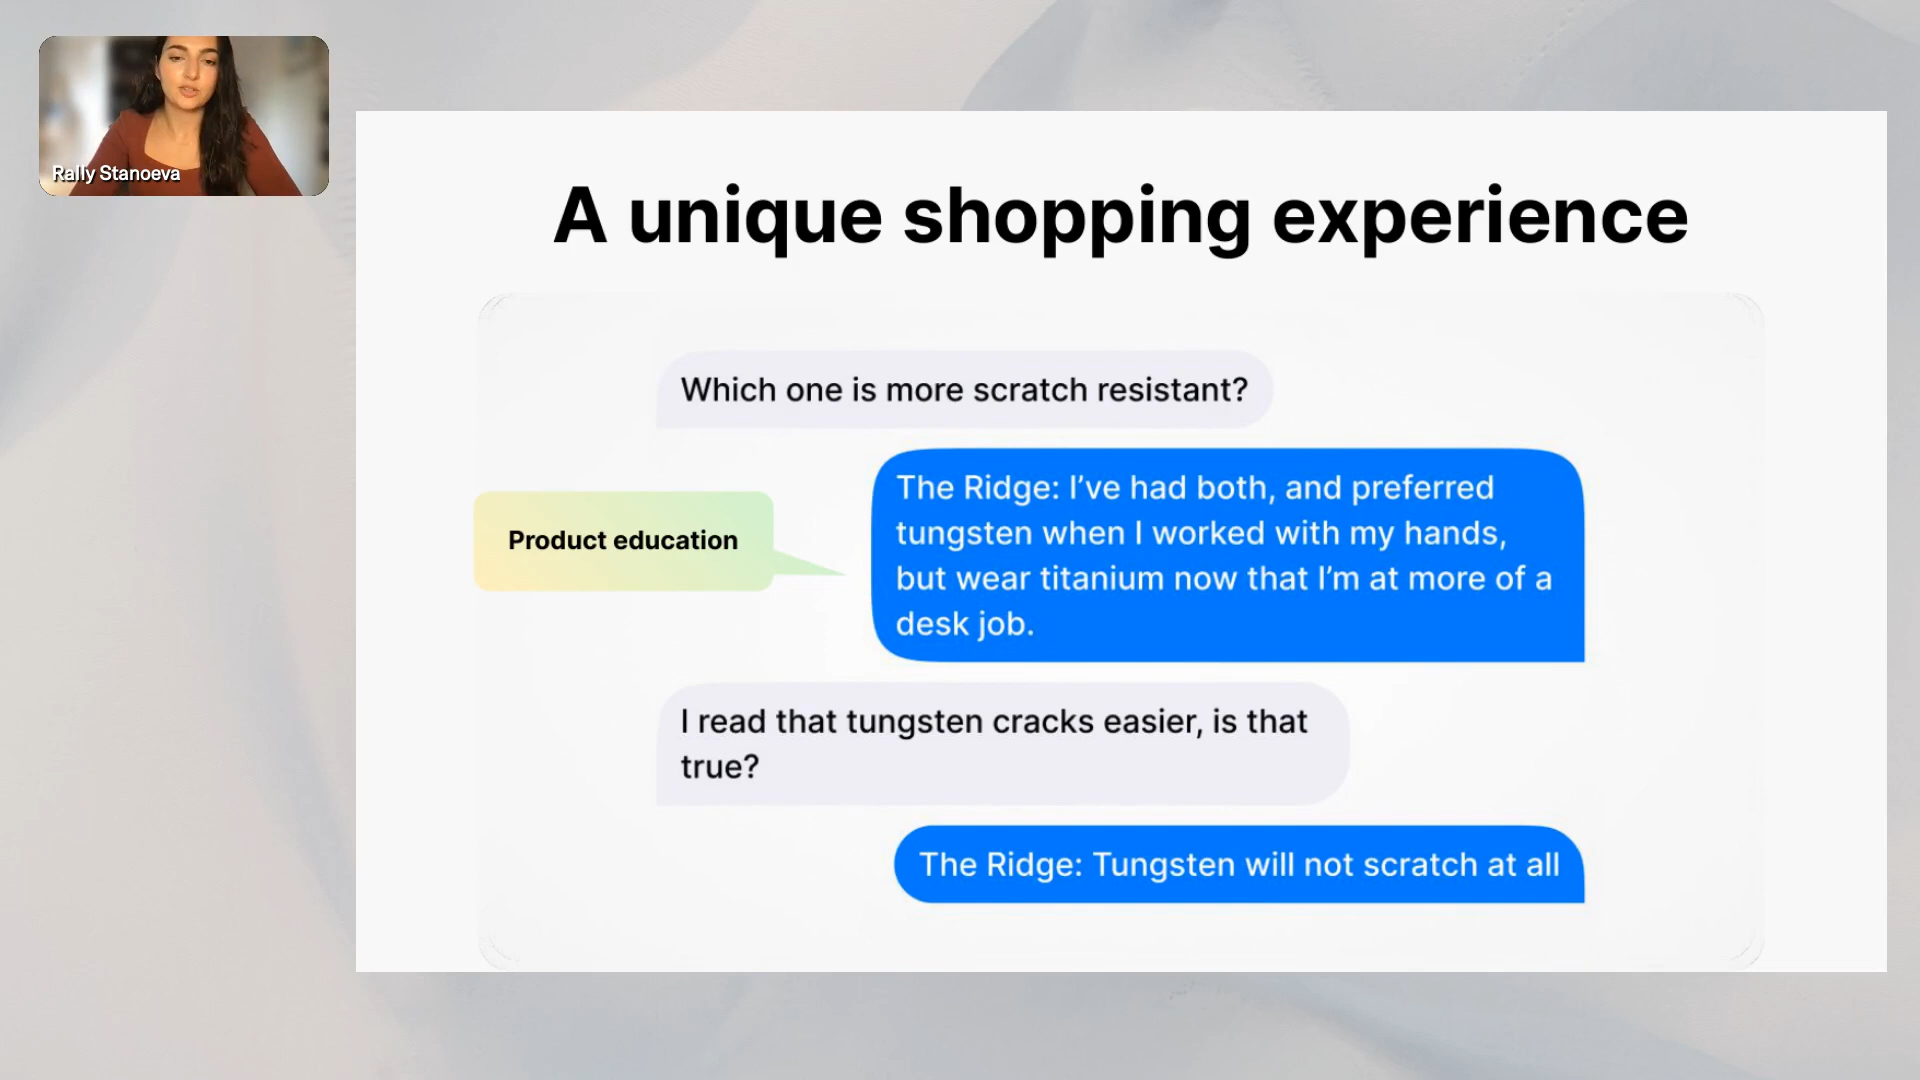 Rally Stanoeva
A unique shopping experience
Which one is more scratch resistant?
The Ridge: I’ve had both, and preferred
tungsten when I worked with my hands,
but wear titanium now that I’m at more of a
desk job.
Product education
I read that tungsten cracks easier, is that
true?
The Ridge: Tungsten will not scratch at all